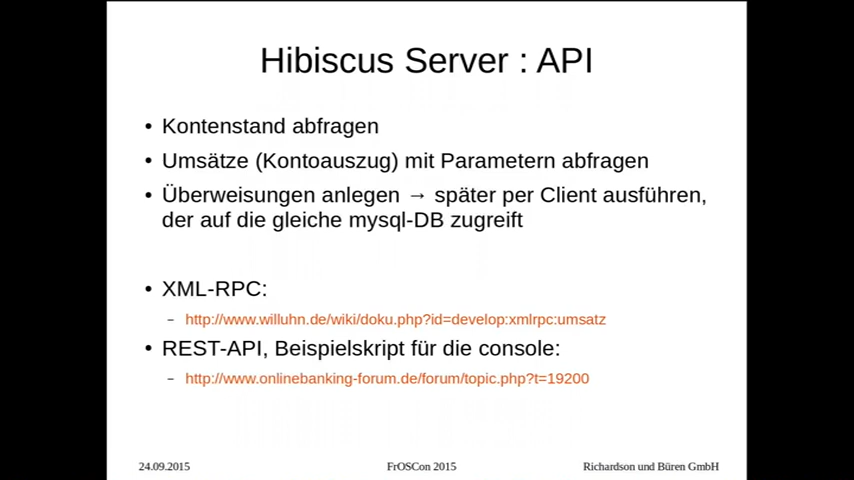 Hibiscus Server : API
• Kontenstand abfragen
• Umsätze (Kontoauszug) mit Parametern abfragen
• Überweisungen anlegen → später per Client ausführen,
der auf die gleiche mysql-DB zugreift
• XML-RPC:
– http://www.willuhn.de/wiki/doku.php?id=develop:xmlrpc:umsatz
• REST-API, Beispielskript für die console:
– http://www.onlinebanking-forum.de/forum/topic.php?t=19200
24.09.2015 FrOSCon 2015 Richardson und Büren GmbH